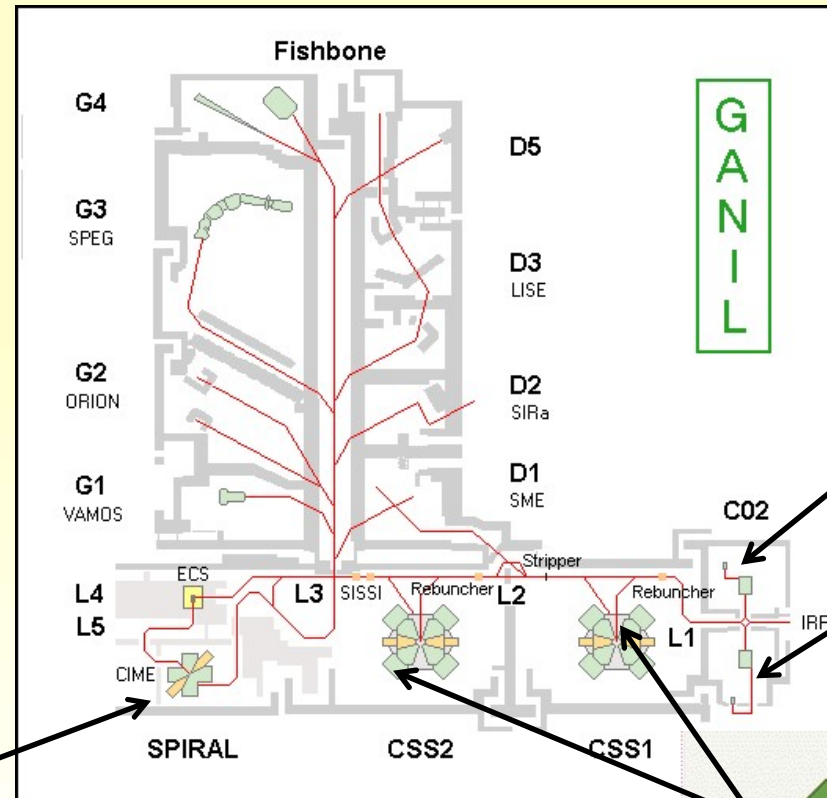 Fishbone
G4
D5
G3
SPEG
D3
LISE
G2
ORION
D2
SIRa
G1
VAMOS
D1
SME
C02
G
A
N
I
L
ECS
Stripper
L4
L3
SISSI
Rebuncher
L2
Rebuncher
L5
L1
CIME
SPIRAL
CSS2
CSS1